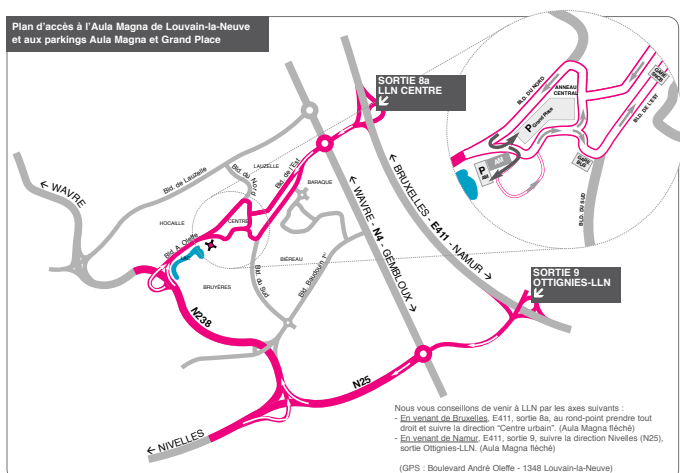 Plan d'accès à l'Aula Magna de Louvain-la-Neuve
et aux parkings Aula Magna et Grand Place
SORTIE 8a
LLN CENTRE
BLD. DU NORD
ANNEAU
CENTRAL
GARE
SNCB
P Grand Place
BLD. DE L'EST
AM
P
AM
GARE
BUS
BLD. DU SUD
← WAVRE
Bld. de Lauzelle
LAUZELLE
Bld. du Nord
Bld. de l'Est
BARAQUE
HOCAILLE
CENTRE
Bld. A. Oleffe
BIÉREAU
BRUYÈRES
Bld. du Sud
Bld. Baudouin 1er
← WAVRE - N4 - GEMBLOUX →
← BRUXELLES - E411 - NAMUR →
SORTIE 9
OTTIGNIES-LLN
N238
N25
← NIVELLES
Nous vous conseillons de venir à LLN par les axes suivants :
- En venant de Bruxelles, E411, sortie 8a, au rond-point prendre tout
droit et suivre la direction "Centre urbain". (Aula Magna fléché)
- En venant de Namur, E411, sortie 9, suivre la direction Nivelles (N25),
sortie Ottignies-LLN. (Aula Magna fléché)
(GPS : Boulevard André Oleffe - 1348 Louvain-la-Neuve)